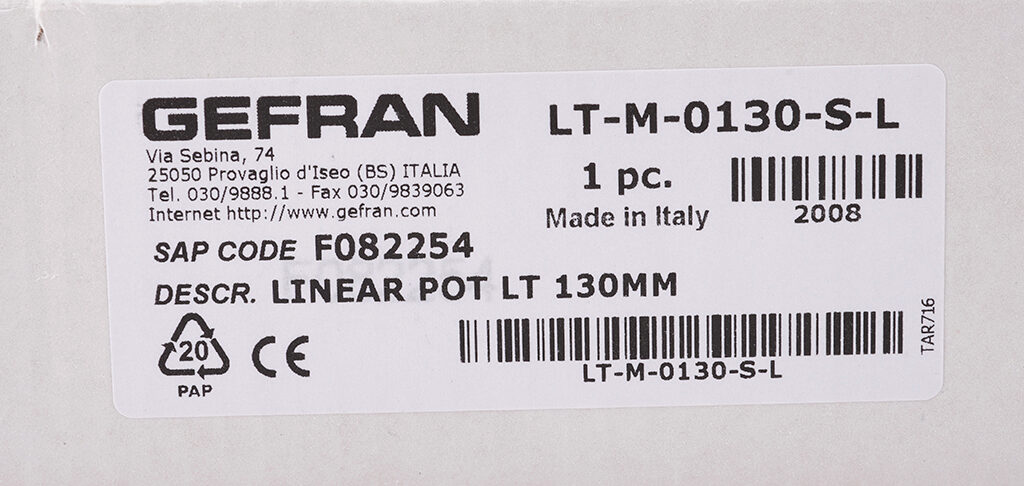 GEFRAN
Via Sebina, 74
25050 Provaglio d'Iseo (BS) ITALIA
Tel. 030/9888.1 - Fax 030/9839063
Internet http://www.gefran.com
LT-M-0130-S-L
1 pc.
Made in Italy
2008
SAP CODE F082254
DESCR. LINEAR POT LT 130MM
20
PAP
CE
LT-M-0130-S-L
TAR716